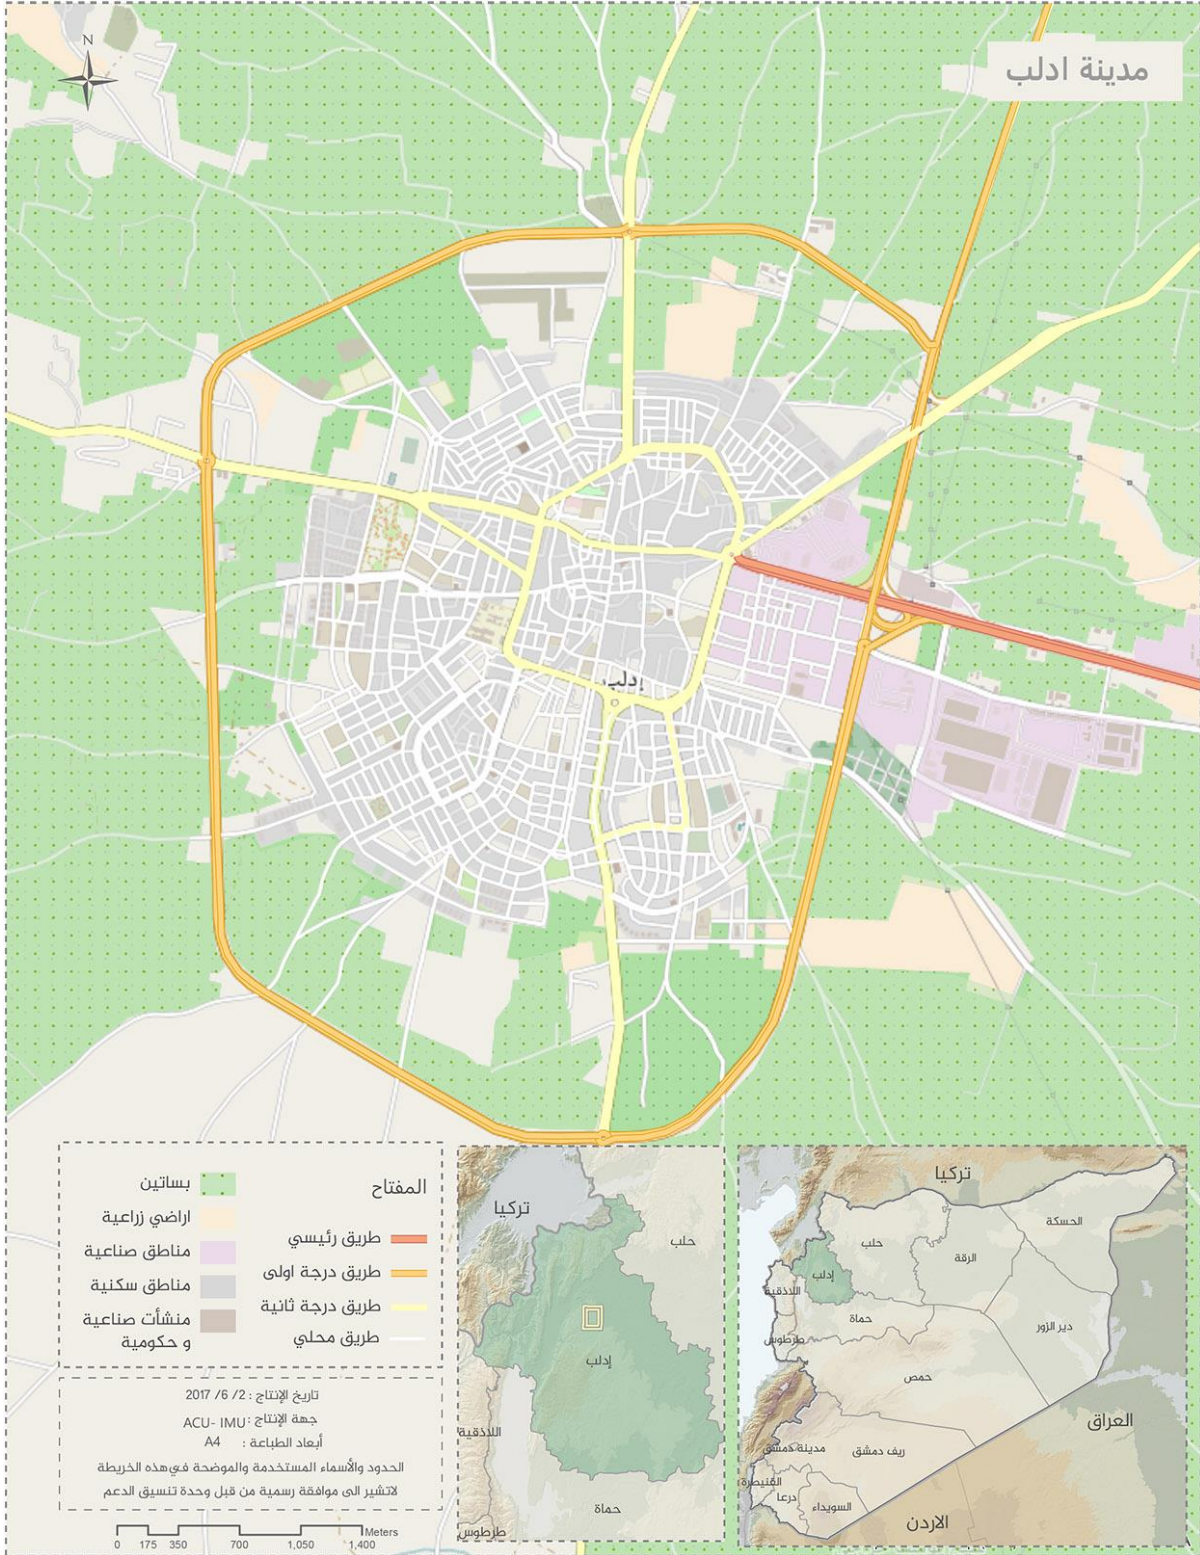 مدينة ادلب
N
إدلب
المفتاح
طريق رئيسي
طريق درجة اولى
طريق درجة ثانية
طريق محلي
بساتين
اراضي زراعية
مناطق صناعية
مناطق سكنية
منشأت صناعية
و حكومية
تاريخ الإنتاج : 2/ 6/ 2017
جهة الإنتاج: ACU- IMU
أبعاد الطباعة : A4
الحدود والأسماء المستخدمة والموضحة في هذه الخريطة
لاتشير الى موافقة رسمية من قبل وحدة تنسيق الدعم
Meters
0 175 350 700 1,050 1,400
تركيا
حلب
إدلب
اللاذقية
حماة
طرطوس
تركيا
الحسكة
حلب
الرقة
إدلب
اللاذقية
حماة
دير الزور
طرطوس
حمص
العراق
مدينة دمشق
ريف دمشق
القنيطرة
درعا
السويداء
الاردن